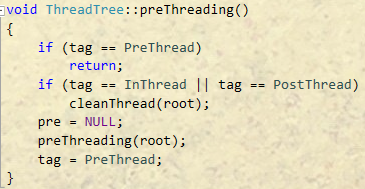 void ThreadTree::preThreading()
{
    if (tag == PreThread)
        return;
    if (tag == InThread || tag == PostThread)
        cleanThread(root);
    pre = NULL;
    preThreading(root);
    tag = PreThread;
}